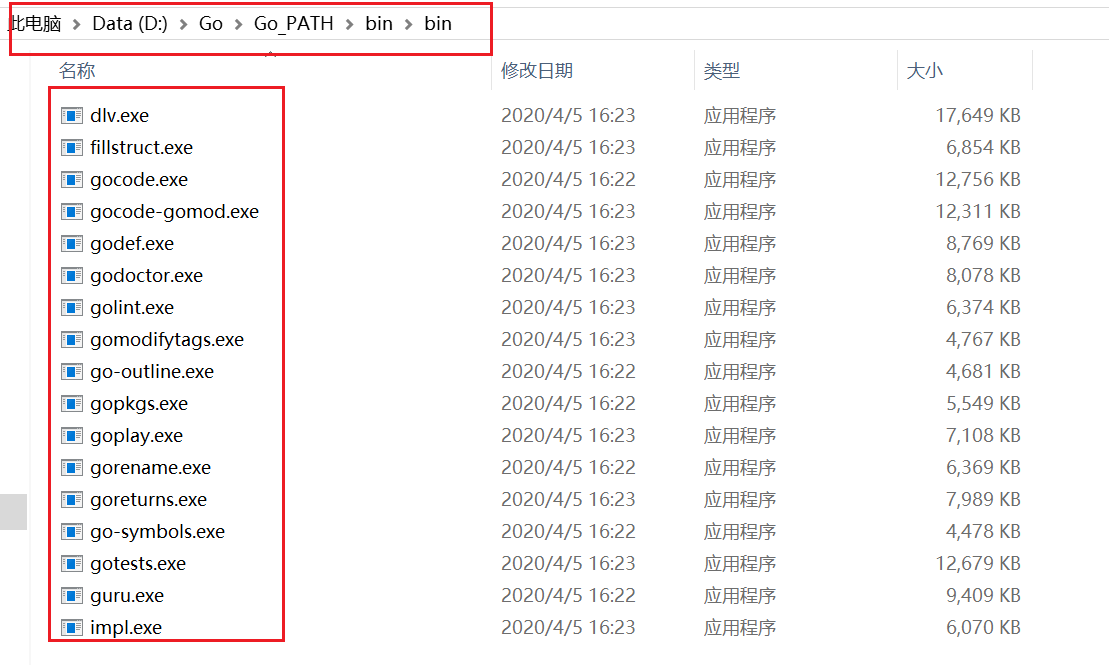 此电脑 > Data (D:) > Go > Go_PATH > bin > bin
名称 修改日期 类型 大小
dlv.exe 2020/4/5 16:23 应用程序 17,649 KB
fillstruct.exe 2020/4/5 16:23 应用程序 6,854 KB
gocode.exe 2020/4/5 16:22 应用程序 12,756 KB
gocode-gomod.exe 2020/4/5 16:23 应用程序 12,311 KB
godef.exe 2020/4/5 16:23 应用程序 8,769 KB
godoctor.exe 2020/4/5 16:23 应用程序 8,078 KB
golint.exe 2020/4/5 16:23 应用程序 6,374 KB
gomodifytags.exe 2020/4/5 16:23 应用程序 4,767 KB
go-outline.exe 2020/4/5 16:22 应用程序 4,681 KB
gopkgs.exe 2020/4/5 16:22 应用程序 5,549 KB
goplay.exe 2020/4/5 16:23 应用程序 7,108 KB
gorename.exe 2020/4/5 16:22 应用程序 6,369 KB
goreturns.exe 2020/4/5 16:23 应用程序 7,989 KB
go-symbols.exe 2020/4/5 16:22 应用程序 4,478 KB
gotests.exe 2020/4/5 16:23 应用程序 12,679 KB
guru.exe 2020/4/5 16:22 应用程序 9,409 KB
impl.exe 2020/4/5 16:23 应用程序 6,070 KB